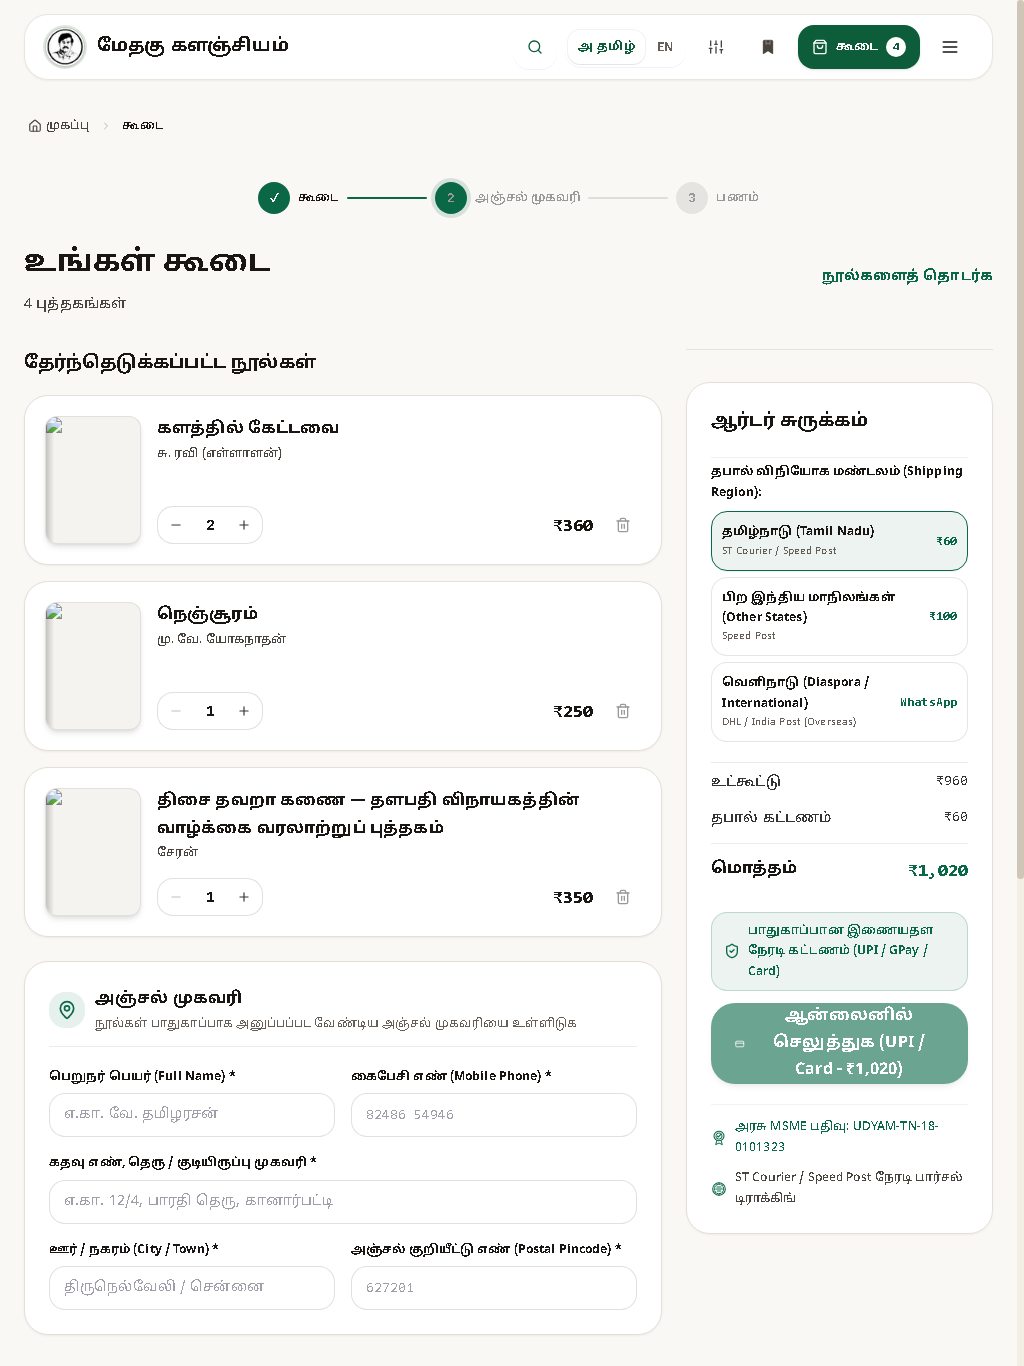 மேதகு களஞ்சியம்
அ தமிழ் EN கூடை 4
முகப்பு கூடை
✓ கூடை 2 அஞ்சல் முகவரி 3 பணம்
உங்கள் கூடை
நூல்களைத் தொடர்க
4 புத்தகங்கள்
தேர்ந்தெடுக்கப்பட்ட நூல்கள்
களத்தில் கேட்டவை
சு. ரவி (எள்ளாளன்)
− 2 + ₹360
நெஞ்சூரம்
மு. வே. யோகநாதன்
− 1 + ₹250
திசை தவறா கணை — தளபதி விநாயகத்தின்
வாழ்க்கை வரலாற்றுப் புத்தகம்
சேரன்
− 1 + ₹350
அஞ்சல் முகவரி
நூல்கள் பாதுகாப்பாக அனுப்பப்பட வேண்டிய அஞ்சல் முகவரியை உள்ளிடுக
பெறுநர் பெயர் (Full Name) *
எ.கா. வே. தமிழரசன்
கைபேசி எண் (Mobile Phone) *
82486 54946
கதவு எண், தெரு / குடியிருப்பு முகவரி *
எ.கா. 12/4, பாரதி தெரு, கானார்பட்டி
ஊர் / நகரம் (City / Town) *
திருநெல்வேலி / சென்னை
அஞ்சல் குறியீட்டு எண் (Postal Pincode) *
627201
ஆர்டர் சுருக்கம்
தபால் விநியோக மண்டலம் (Shipping
Region):
தமிழ்நாடு (Tamil Nadu)
ST Courier / Speed Post
₹60
பிற இந்திய மாநிலங்கள்
(Other States)
Speed Post
₹100
வெளிநாடு (Diaspora /
International)
DHL / India Post (Overseas)
WhatsApp
உட்கூட்டு ₹960
தபால் கட்டணம் ₹60
மொத்தம் ₹1,020
பாதுகாப்பான இணையதள
நேரடி கட்டணம் (UPI / GPay /
Card)
ஆன்லைனில்
செலுத்துக (UPI /
Card - ₹1,020)
அரசு MSME பதிவு: UDYAM-TN-18-
0101323
ST Courier / Speed Post நேரடி பார்சல்
டிராக்கிங்